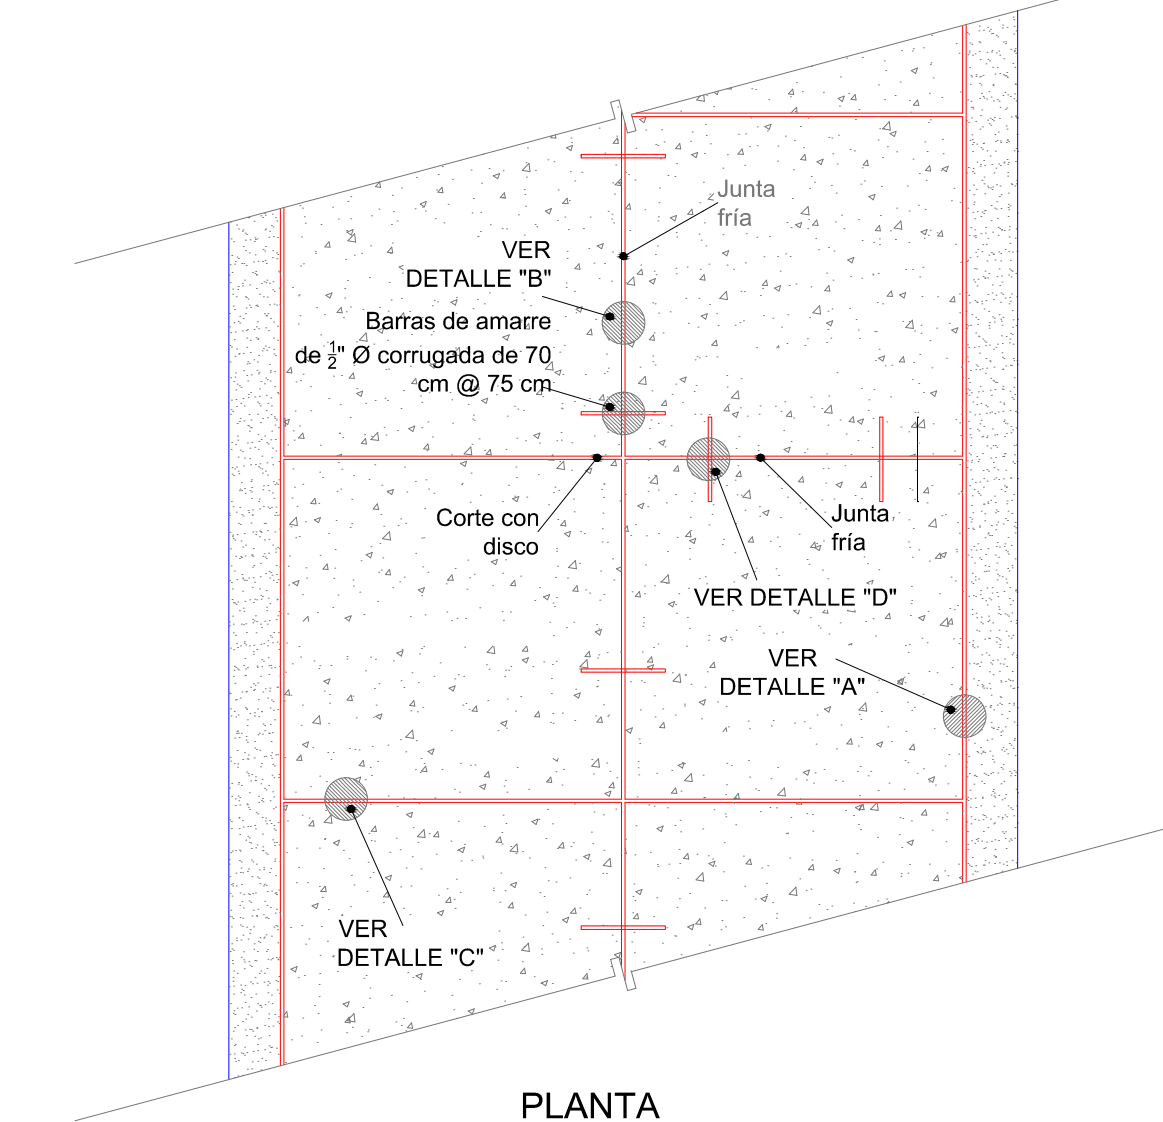 Junta
fría
VER
DETALLE "B"
Barras de amarre
de 1/2" Ø corrugada de 70
cm @ 75 cm
Corte con
disco
Junta
fría
VER DETALLE "D"
VER
DETALLE "A"
VER
DETALLE "C"
PLANTA